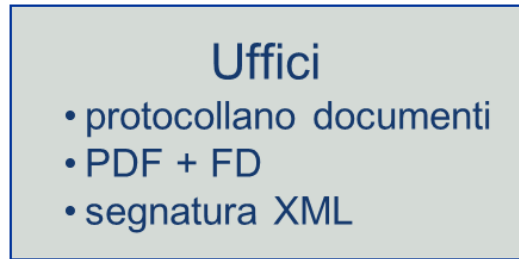 Uffici
• protocollano documenti
• PDF + FD
• segnatura XML